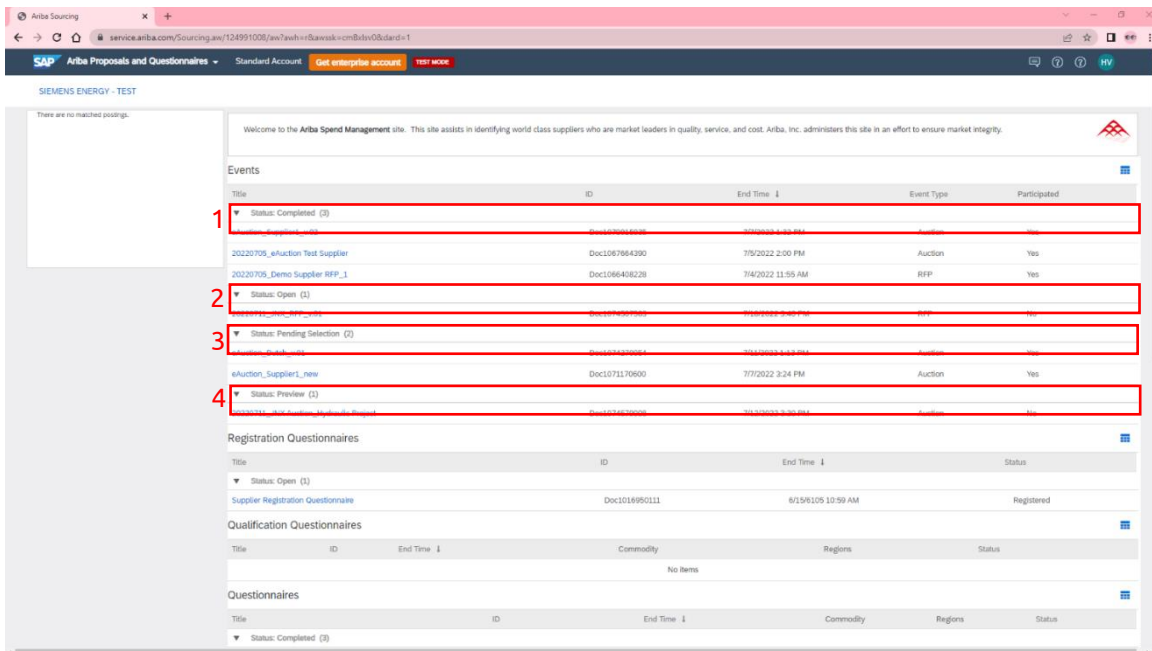 Ariba Sourcing
service.ariba.com/Sourcing.aw/124991008/aw?awh=r&awssk=cmBxlsv0&dard=1
SAP Ariba Proposals and Questionnaires Standard Account Get enterprise account TEST MODE HV
SIEMENS ENERGY - TEST
There are no matched postings.
Welcome to the Ariba Spend Management site. This site assists in identifying world class suppliers who are market leaders in quality, service, and cost. Ariba, Inc. administers this site in an effort to ensure market integrity.
Events
Title ID End Time ↓ Event Type Participated
1 ▼ Status: Completed (3)
Auction Yes
20220705_eAuction Test Supplier Doc1067664390 7/5/2022 2:00 PM Auction Yes
20220705_Demo Supplier RFP_1 Doc1066408228 7/4/2022 11:55 AM RFP Yes
2 ▼ Status: Open (1)
RFP No
3 ▼ Status: Pending Selection (2)
Auction Yes
eAuction_Supplier1_new Doc1071170600 7/7/2022 3:24 PM Auction Yes
4 ▼ Status: Preview (1)
Auction No
Registration Questionnaires
Title ID End Time ↓ Status
▼ Status: Open (1)
Supplier Registration Questionnaire Doc1016950111 6/15/6105 10:59 AM Registered
Qualification Questionnaires
Title ID End Time ↓ Commodity Regions Status
No items
Questionnaires
Title ID End Time ↓ Commodity Regions Status
▼ Status: Completed (3)